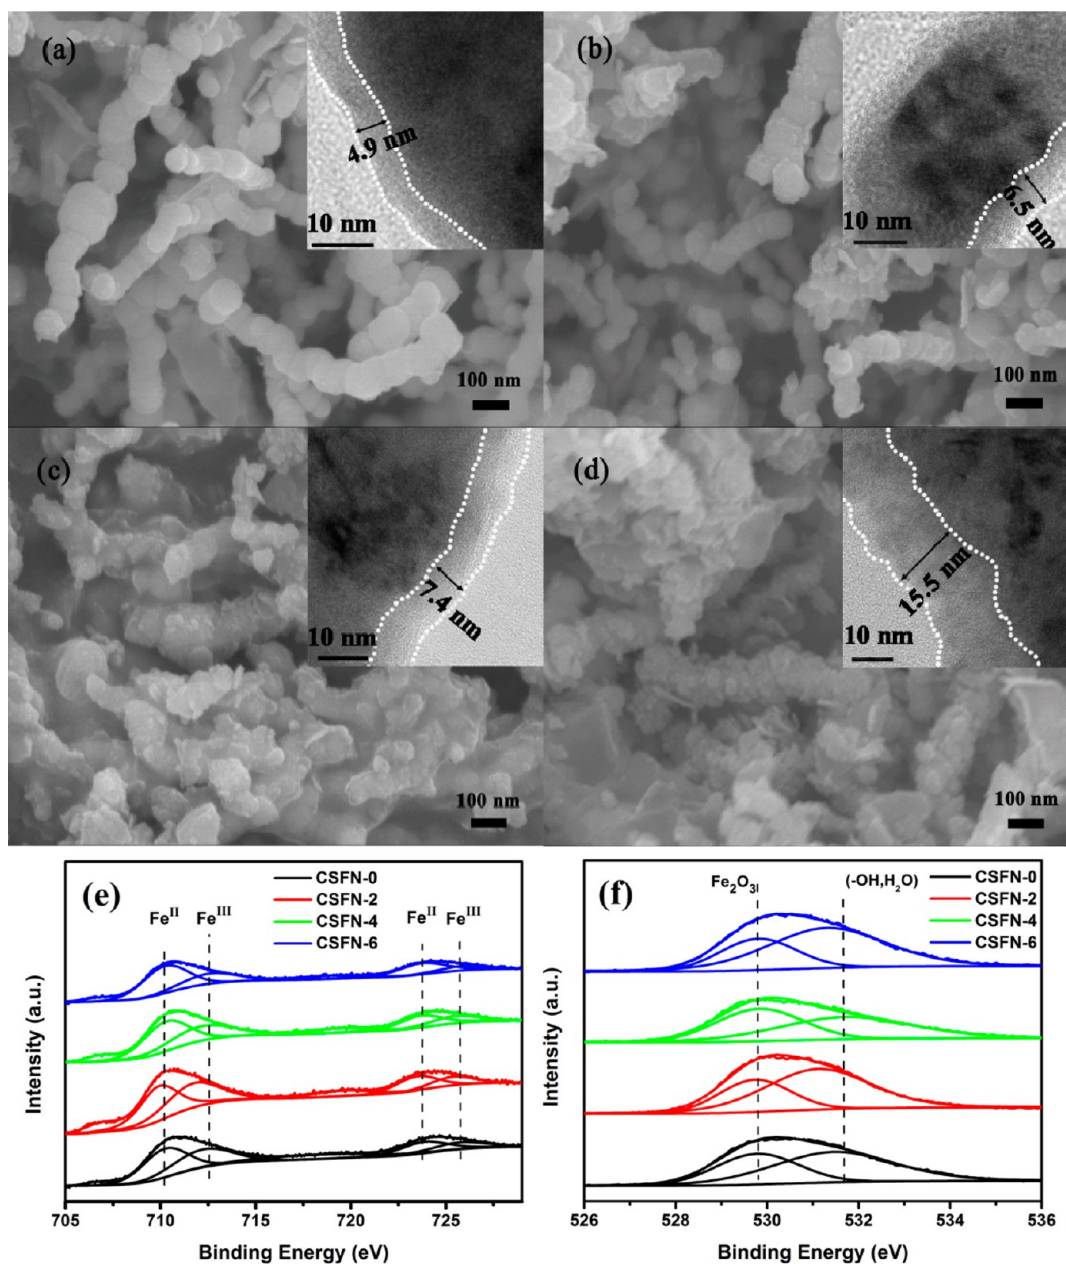 (a)
4.9 nm
10 nm
100 nm
(b)
6.5 nm
10 nm
100 nm
(c)
7.4 nm
10 nm
100 nm
(d)
15.5 nm
10 nm
100 nm
(e)
CSFN-0
CSFN-2
CSFN-4
CSFN-6
Fe^II Fe^III Fe^II Fe^III
Intensity (a.u.)
705 710 715 720 725
Binding Energy (eV)
(f)
Fe₂O₃
(-OH,H₂O)
CSFN-0
CSFN-2
CSFN-4
CSFN-6
Intensity (a.u.)
526 528 530 532 534 536
Binding Energy (eV)